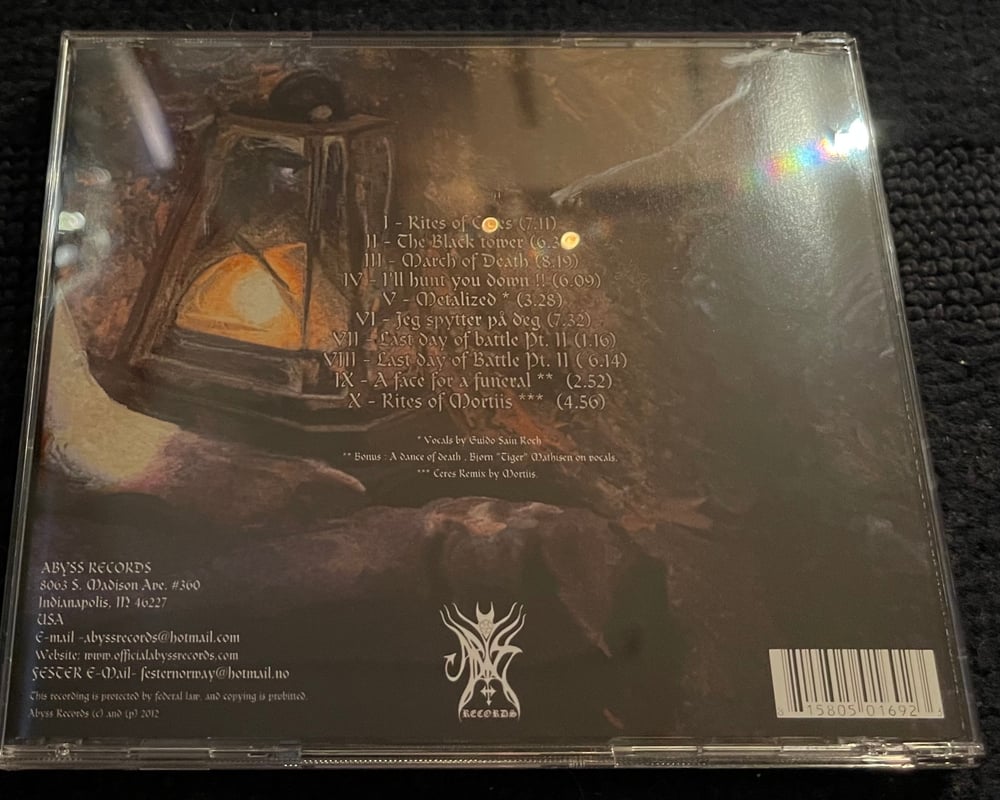 I - Rites of Ceres (7.11)
II - The Black tower
III - March of Death (8.19)
IV - I'll hunt you down !! (6.09)
V - Metalized * (3.28)
VI - Jeg spytter på deg (7.32)
VII - Last day of battle Pt. II (1.16)
VIII - Last day of Battle Pt. II ( 6.14)
IX - A face for a funeral ** (2.52)
X - Rites of Mortiis *** (4.56)
* Vocals by Guido Sain Roch
** Bonus : A dance of death , Bjørn "Tiger" Mathisen on vocals.
*** Ceres Remix by Mortiis.
ABYSS RECORDS
8063 S. Madison Ave. #360
Indianapolis, IN 46227
USA
E-mail -abyssrecords@hotmail.com
Website: www.officialabyssrecords.com
FESTER E-Mail- festernorway@hotmail.no
This recording is protected by federal law, and copying is prohibited.
Abyss Records (c) and (p) 2012
RECORDS
8 15805 01692